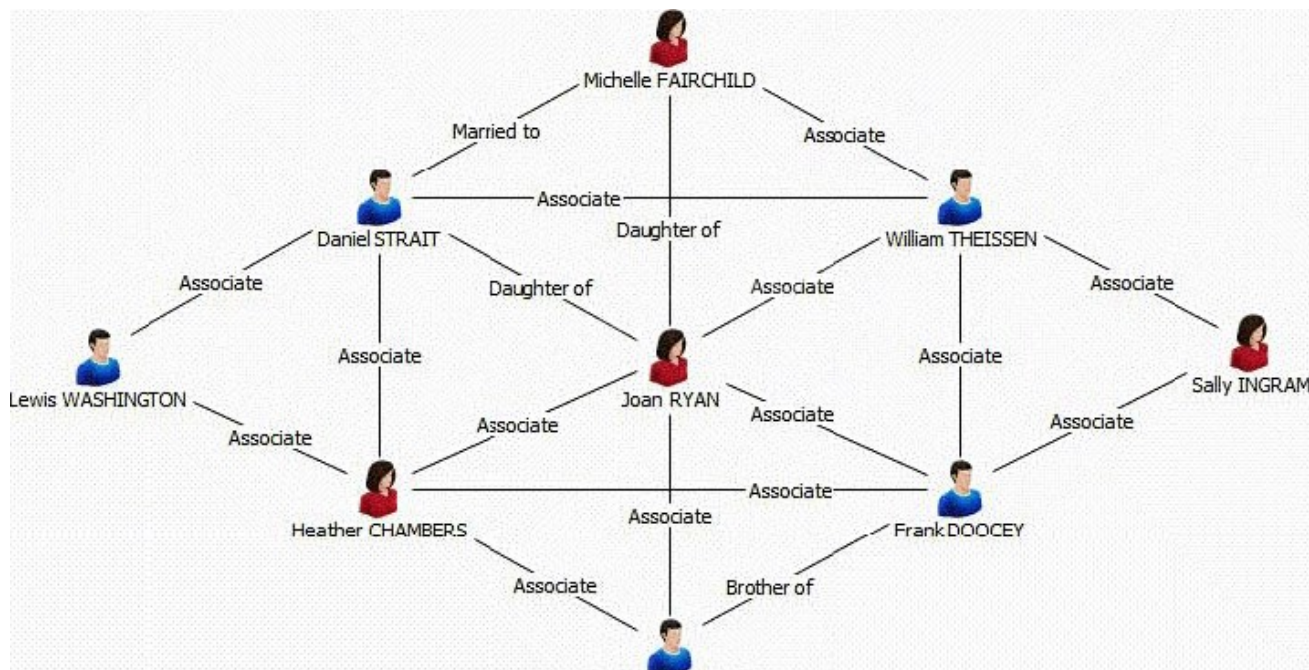 Michelle FAIRCHILD
Married to
Associate
Associate
Daughter of
Daniel STRAIT
William THEISSEN
Associate
Daughter of
Associate
Associate
Associate
Associate
Lewis WASHINGTON
Joan RYAN
Sally INGRAM
Associate
Associate
Associate
Associate
Associate
Associate
Heather CHAMBERS
Frank DOOCEY
Associate
Brother of